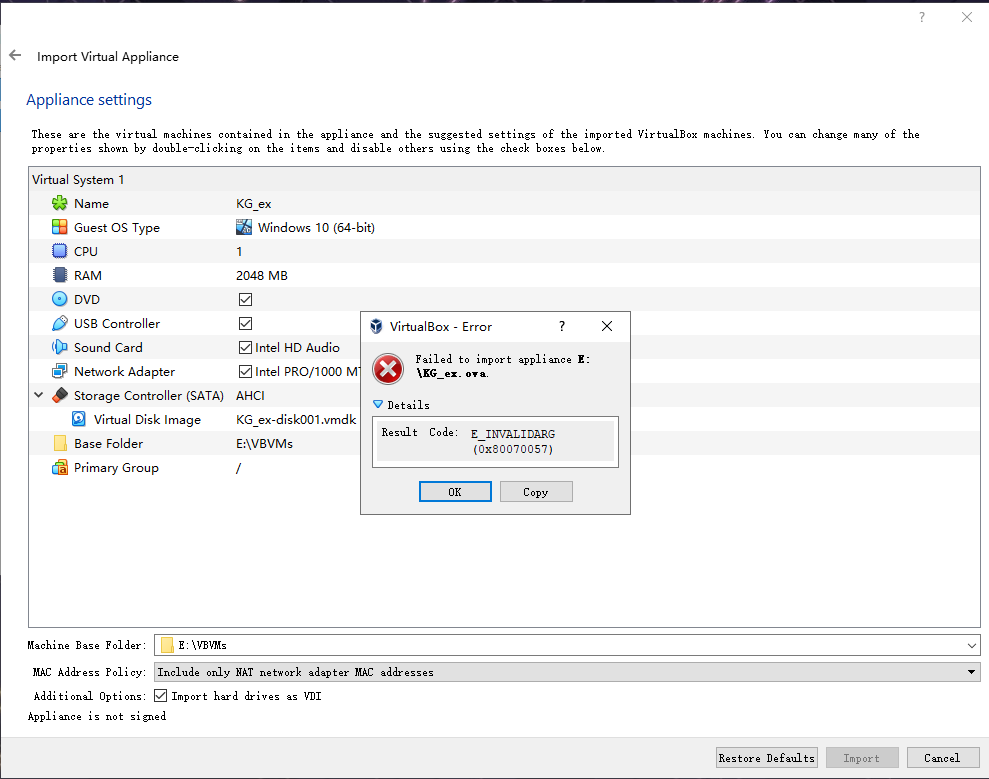 ?
Import Virtual Appliance
Appliance settings
These are the virtual machines contained in the appliance and the suggested settings of the imported VirtualBox machines. You can change many of the
properties shown by double-clicking on the items and disable others using the check boxes below.
Virtual System 1
Name KG_ex
Guest OS Type Windows 10 (64-bit)
CPU 1
RAM 2048 MB
DVD
USB Controller
Sound Card Intel HD Audio
Network Adapter Intel PRO/1000 MT
Storage Controller (SATA) AHCI
Virtual Disk Image KG_ex-disk001.vmdk
Base Folder E:\VBVMs
Primary Group /
VirtualBox - Error ?
Failed to import appliance E:
\KG_ex.ova.
Details
Result Code: E_INVALIDARG
(0x80070057)
OK Copy
Machine Base Folder: E:\VBVMs
MAC Address Policy: Include only NAT network adapter MAC addresses
Additional Options: Import hard drives as VDI
Appliance is not signed
Restore Defaults Import Cancel